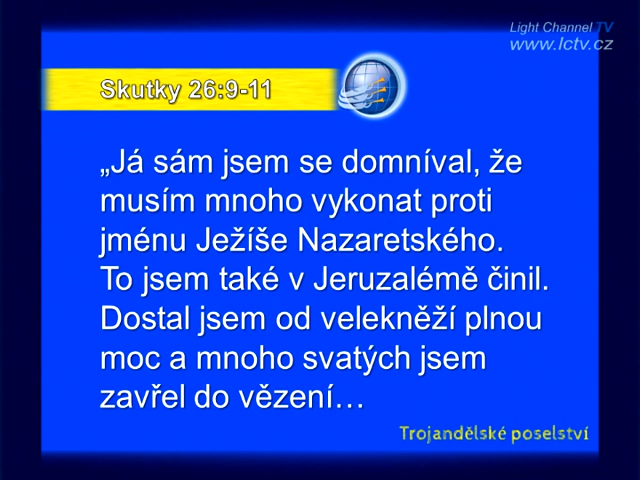 Light Channel TV
www.lctv.cz
Skutky 26:9-11
„Já sám jsem se domníval, že
musím mnoho vykonat proti
jménu Ježíše Nazaretského.
To jsem také v Jeruzalémě činil.
Dostal jsem od velekněží plnou
moc a mnoho svatých jsem
zavřel do vězení…
Trojandělské poselství